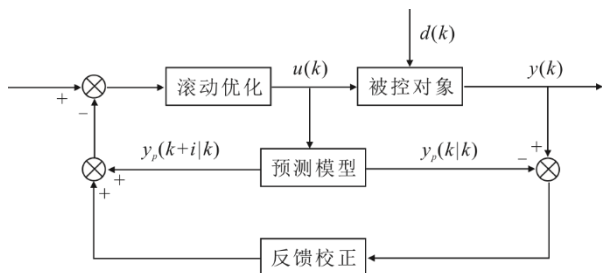 d(k)
+
滚动优化
u(k)
被控对象
y(k)
−
+
y_p(k+i|k)
+
预测模型
y_p(k|k)
−
+
反馈校正